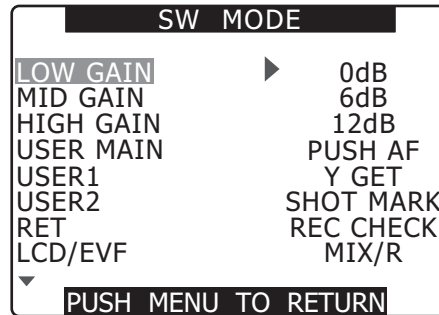 SW MODE
LOW GAIN 0dB
MID GAIN 6dB
HIGH GAIN 12dB
USER MAIN PUSH AF
USER1 Y GET
USER2 SHOT MARK
RET REC CHECK
LCD/EVF MIX/R
PUSH MENU TO RETURN